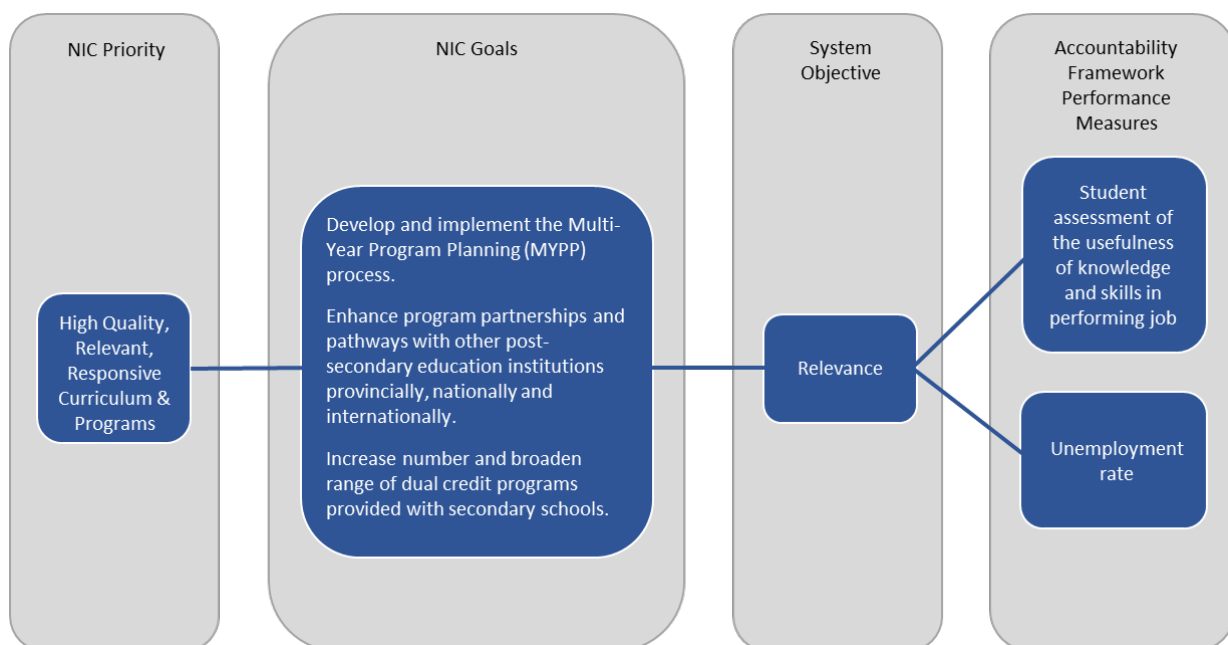 NIC Priority
High Quality,
Relevant,
Responsive
Curriculum &
Programs
NIC Goals
Develop and implement the Multi-
Year Program Planning (MYPP)
process.
Enhance program partnerships and
pathways with other post-
secondary education institutions
provincially, nationally and
internationally.
Increase number and broaden
range of dual credit programs
provided with secondary schools.
System
Objective
Relevance
Accountability
Framework
Performance
Measures
Student
assessment of
the usefulness
of knowledge
and skills in
performing job
Unemployment
rate